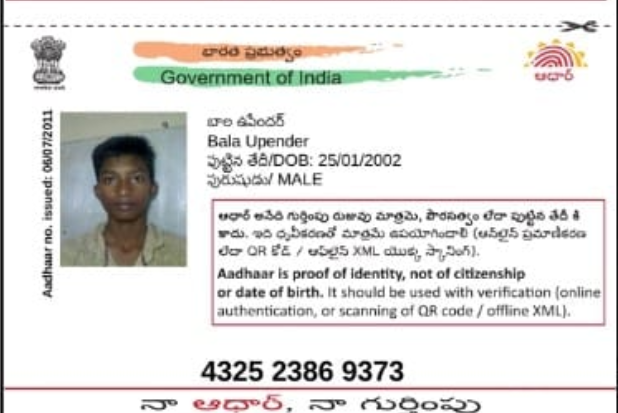 భారత ప్రభుత్వం
Government of India
ఆధార్
Aadhaar no. issued: 06/07/2011
బాల ఉపేందర్
Bala Upender
పుట్టిన తేదీ/DOB: 25/01/2002
పురుషుడు/ MALE
ఆధార్ అనేది గుర్తింపు రుజువు మాత్రమె, పౌరసత్వం లేదా పుట్టిన తేదీ కి
కాదు. ఇది ధృవీకరణతో మాత్రమే ఉపయోగించాలి (ఆన్‌లైన్ ప్రమాణీకరణ
లేదా QR కోడ్ / ఆఫ్‌లైన్ XML యొక్క స్కానింగ్).
Aadhaar is proof of identity, not of citizenship
or date of birth. It should be used with verification (online
authentication, or scanning of QR code / offline XML).
4325 2386 9373
నా ఆధార్, నా గుర్తింపు